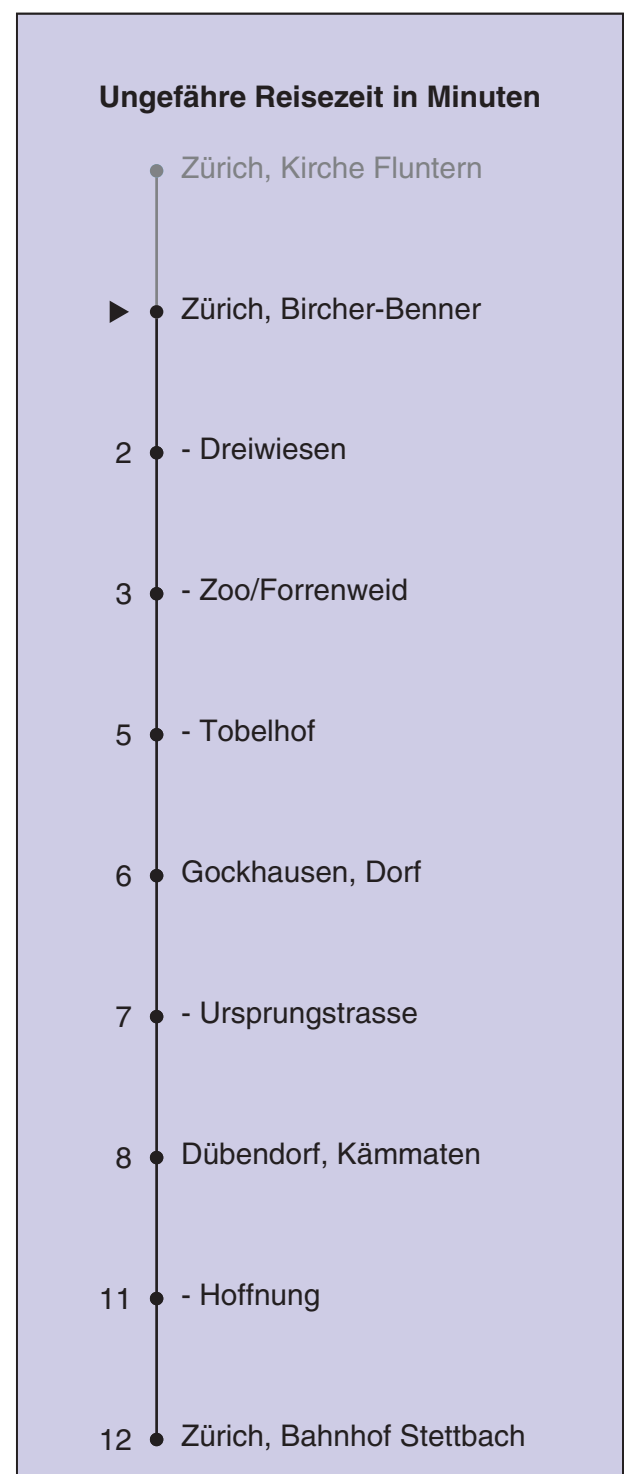 Ungefähre Reisezeit in Minuten
Zürich, Kirche Fluntern
Zürich, Bircher-Benner
2 - Dreiwiesen
3 - Zoo/Forrenweid
5 - Tobelhof
6 Gockhausen, Dorf
7 - Ursprungstrasse
8 Dübendorf, Kämmaten
11 - Hoffnung
12 Zürich, Bahnhof Stettbach